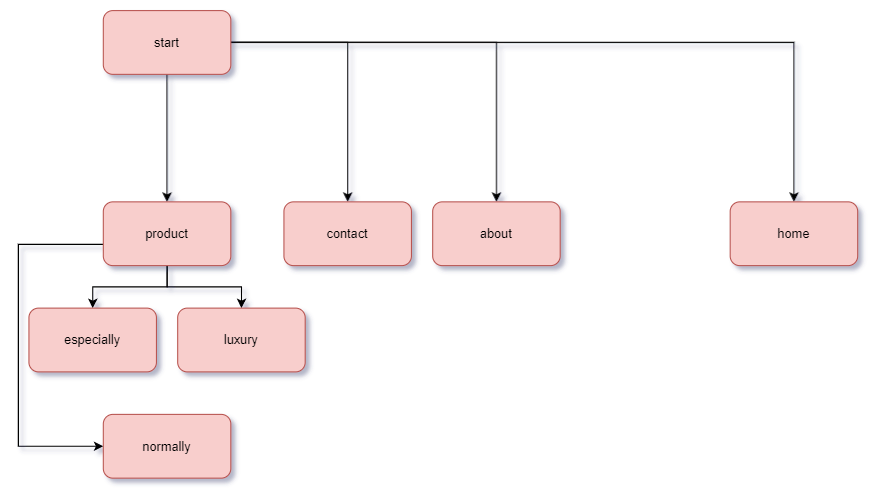 start
product
contact
about
home
especially
luxury
normally